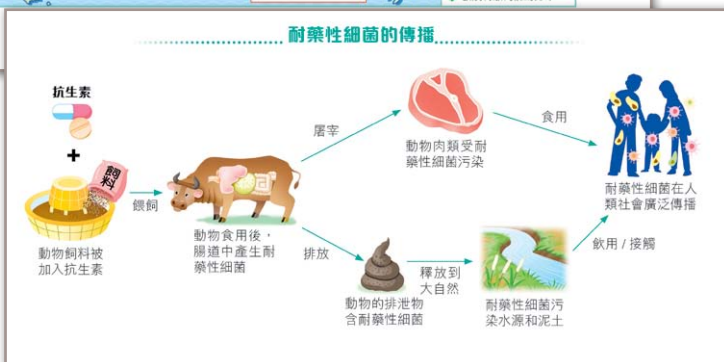 耐藥性細菌的傳播
抗生素
+
飼料
動物飼料被
加入抗生素
餵飼
動物食用後，
腸道中產生耐
藥性細菌
屠宰
動物肉類受耐
藥性細菌污染
食用
排放
動物的排泄物
含耐藥性細菌
釋放到
大自然
耐藥性細菌污
染水源和泥土
飲用 / 接觸
耐藥性細菌在人
類社會廣泛傳播